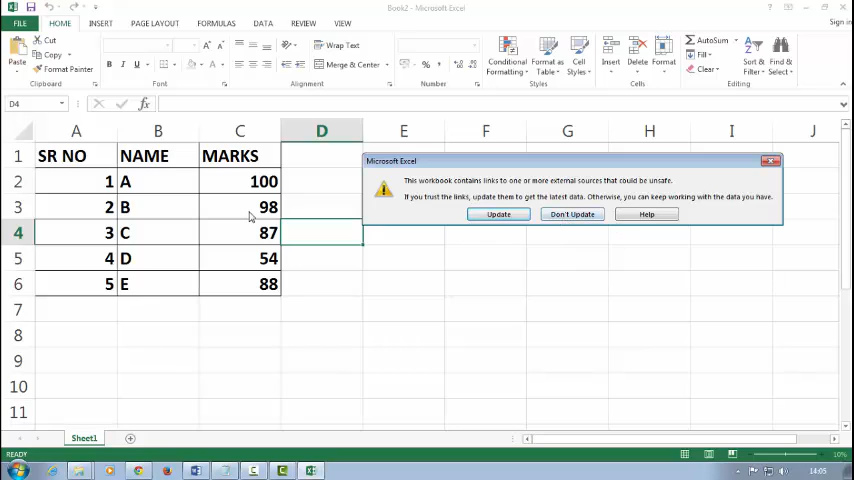 Book2 - Microsoft Excel
FILE HOME INSERT PAGE LAYOUT FORMULAS DATA REVIEW VIEW Sign in
Paste Cut Copy Format Painter Wrap Text Merge & Center Conditional Formatting Format as Table Cell Styles Insert Delete Format AutoSum Fill Clear Sort & Filter Find & Select
Clipboard Font Alignment Number Styles Cells Editing
D4 fx
A B C D E F G H I J
1 SR NO NAME MARKS
2 1 A 100
3 2 B 98
4 3 C 87
5 4 D 54
6 5 E 88
7
8
9
10
11
Microsoft Excel
This workbook contains links to one or more external sources that could be unsafe.
If you trust the links, update them to get the latest data. Otherwise, you can keep working with the data you have.
Update Don't Update Help
Sheet1
READY
14:05